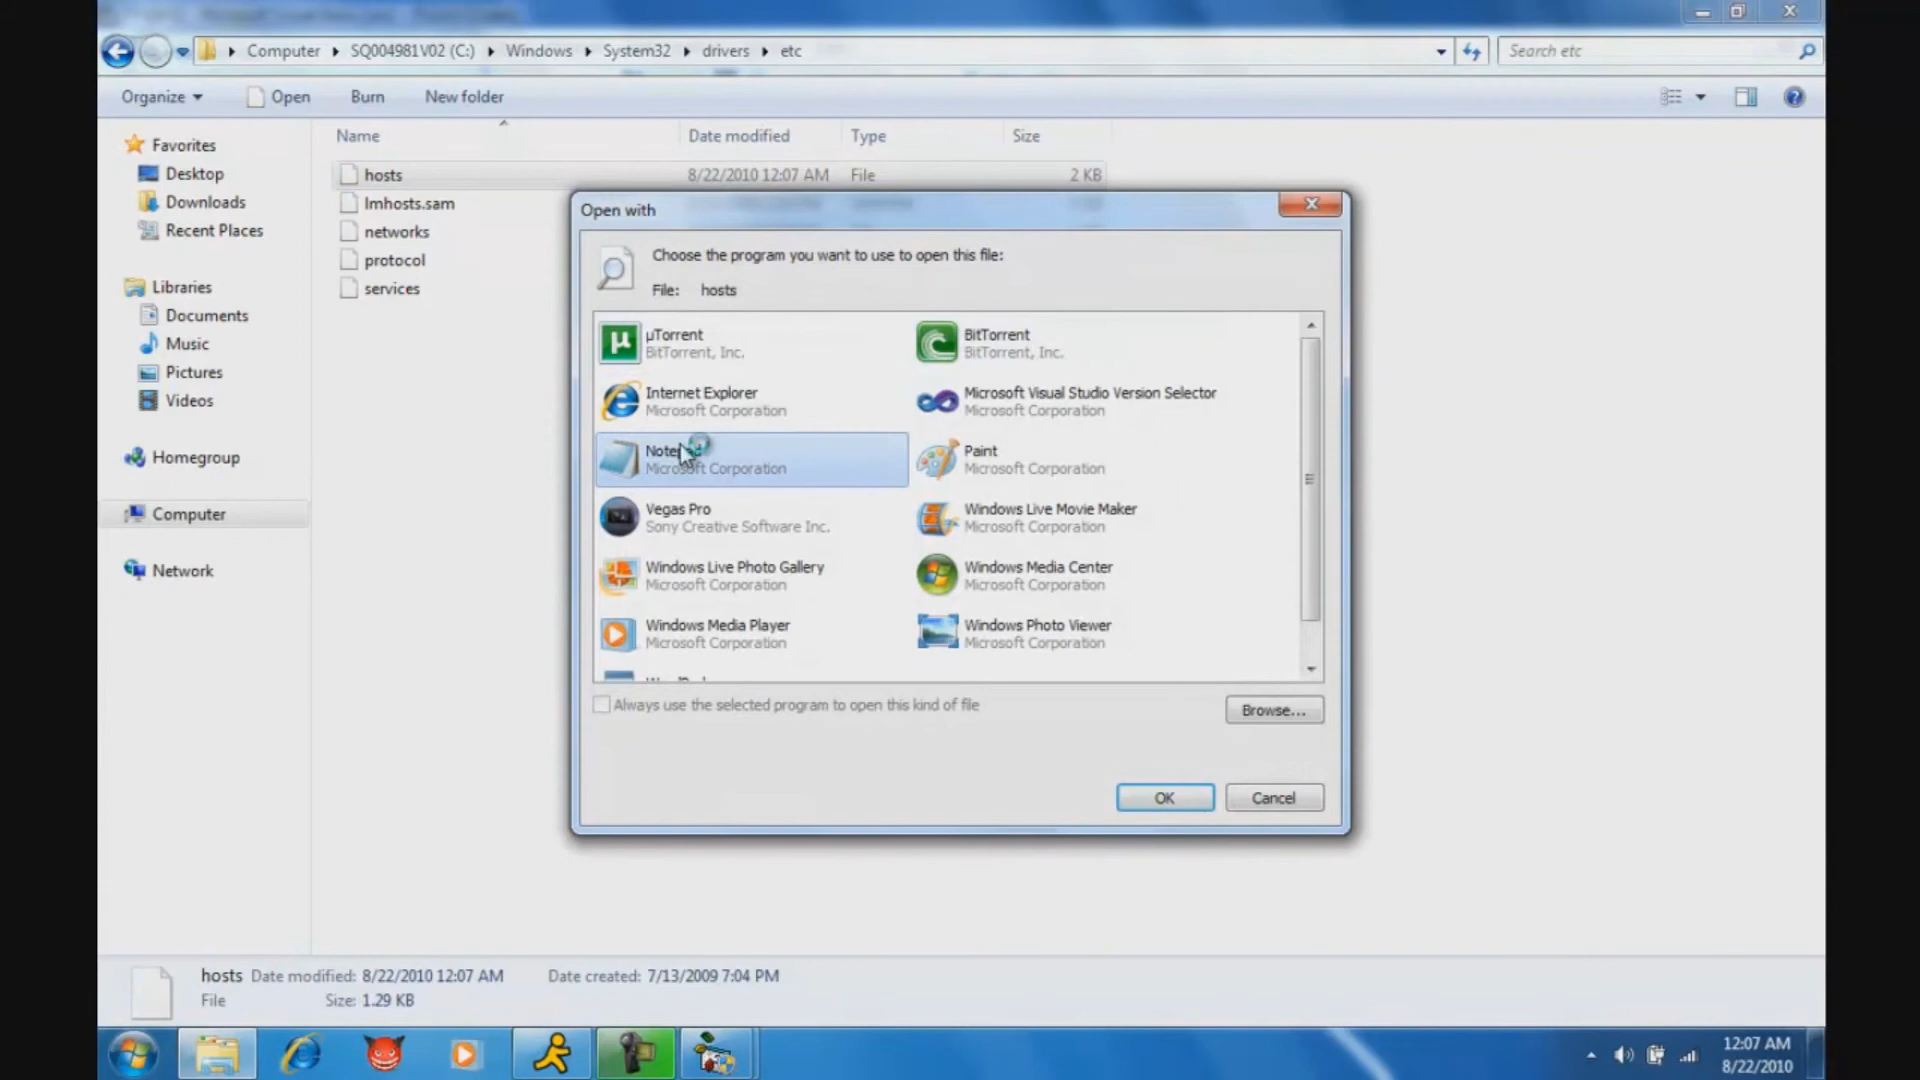 Computer SQ004981V02 (C:) Windows System32 drivers etc
Search etc
Organize Open Burn New folder
Name Date modified Type Size
Favorites
Desktop
Downloads
Recent Places
Libraries
Documents
Music
Pictures
Videos
Homegroup
Computer
Network
hosts 8/22/2010 12:07 AM File 2 KB
lmhosts.sam
networks
protocol
services
Open with
Choose the program you want to use to open this file:
File: hosts
µTorrent
BitTorrent, Inc.
BitTorrent
BitTorrent, Inc.
Internet Explorer
Microsoft Corporation
Microsoft Visual Studio Version Selector
Microsoft Corporation
Microsoft Corporation
Paint
Microsoft Corporation
Vegas Pro
Sony Creative Software Inc.
Windows Live Movie Maker
Microsoft Corporation
Windows Live Photo Gallery
Microsoft Corporation
Windows Media Center
Microsoft Corporation
Windows Media Player
Microsoft Corporation
Windows Photo Viewer
Microsoft Corporation
Always use the selected program to open this kind of file
Browse...
OK Cancel
hosts Date modified: 8/22/2010 12:07 AM Date created: 7/13/2009 7:04 PM
File Size: 1.29 KB
12:07 AM
8/22/2010